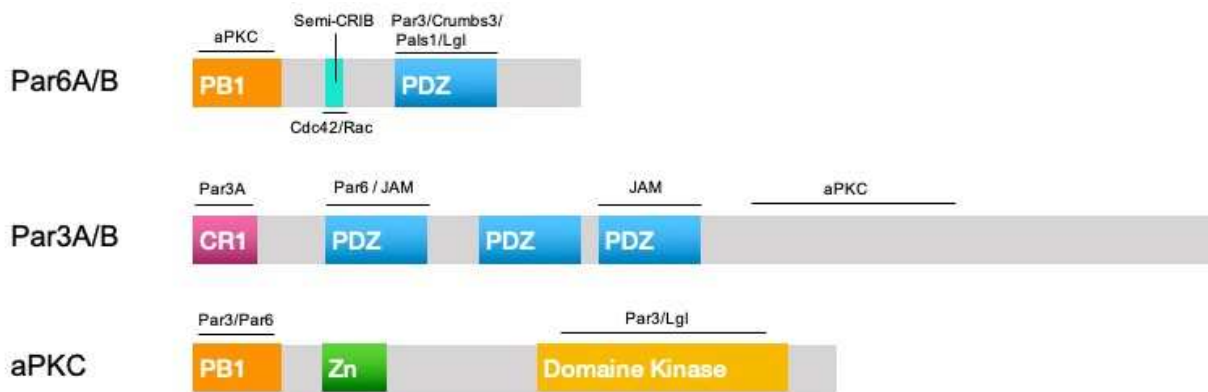 Semi-CRIB
Par3/Crumbs3/
Pals1/Lgl
aPKC
Par6A/B
PB1
PDZ
Cdc42/Rac
Par3A
Par6 / JAM
JAM
aPKC
Par3A/B
CR1
PDZ
PDZ
PDZ
Par3/Par6
Par3/Lgl
aPKC
PB1
Zn
Domaine Kinase